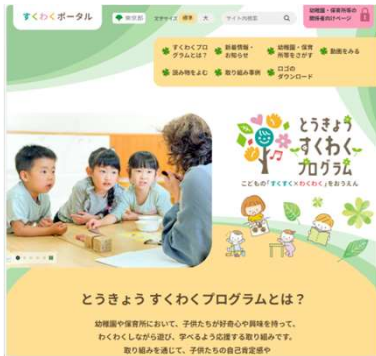 すくわくポータル
東京都
文字サイズ 標準 大
サイト内検索
幼稚園・保育所等の
関係者向けページ
すくわくプロ
グラムとは？
新着情報・
お知らせ
幼稚園・保育
所等をさがす
動画をみる
読み物をよむ
取り組み事例
ロゴの
ダウンロード
とうきょう
すくわく
プログラム
こどもの「すくすく×わくわく」をおうえん
とうきょう すくわくプログラムとは？
幼稚園や保育所において、子供たちが好奇心や興味を持って、
わくわくしながら遊び、学べるよう応援する取り組みです。
取り組みを通じて、子供たちの自己肯定感や